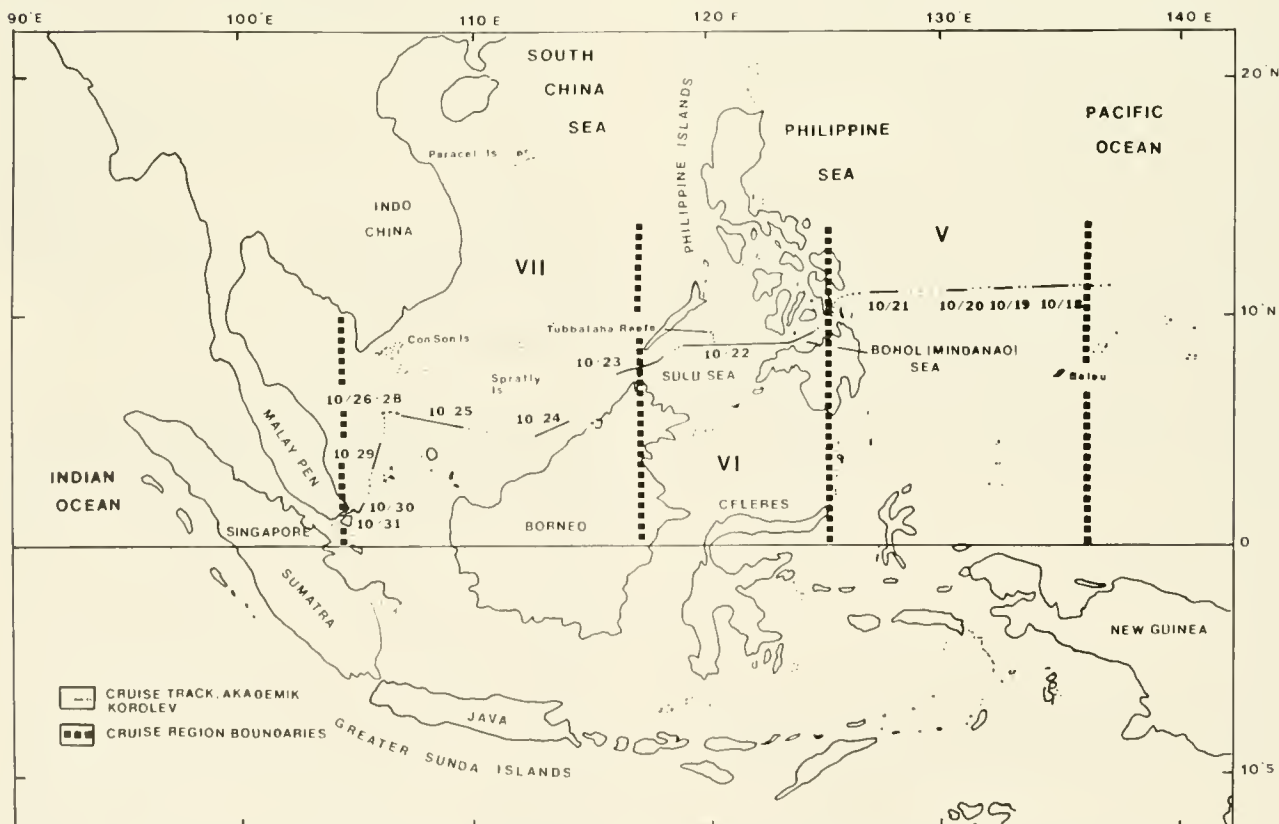 90°E
100°E
110°E
120°E
130°E
140°E
SOUTH
CHINA
SEA
20°N
PHILIPPINE ISLANDS
PHILIPPINE
SEA
PACIFIC
OCEAN
Paracel Is
INDO
CHINA
V
VII
10/21
10/20
10/19
10/18
10°N
Con Son Is
Tubbalaha Reefs
10·22
BOHOL (MINDANAO)
SEA
10·23
SULU SEA
Spratly
Is
10/26·28
10 25
10 24
MALAY PEN
10 29
VI
INDIAN
OCEAN
10/30
10·31
CELERES
SINGAPORE
BORNEO
0
SUMATRA
NEW GUINEA
CRUISE TRACK, AKADEMIK
KOROLEV
JAVA
CRUISE REGION BOUNDARIES
GREATER SUNDA ISLANDS
10°S